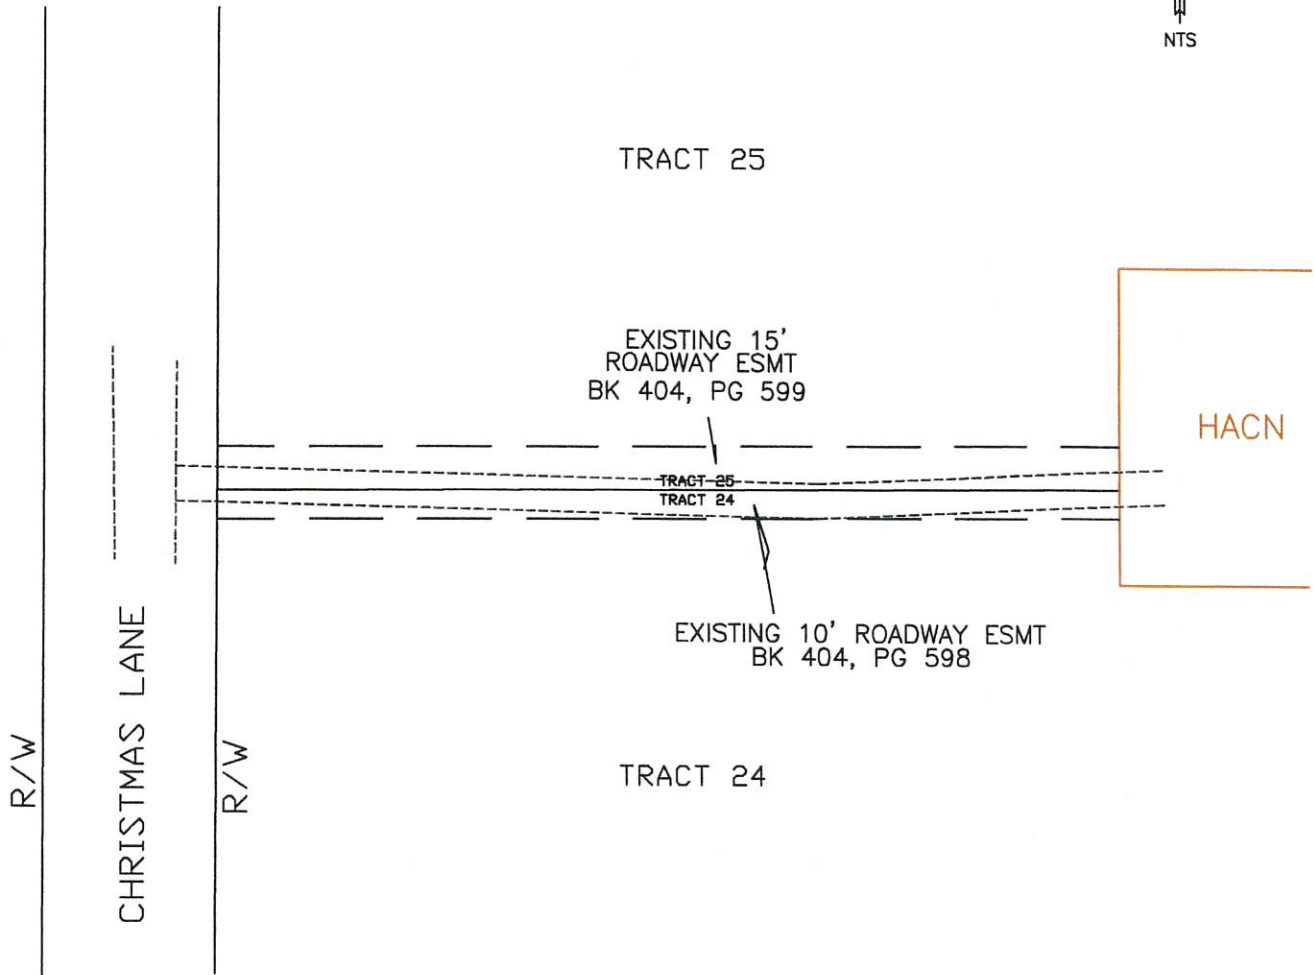 NTS
TRACT 25
EXISTING 15'
ROADWAY ESMT
BK 404, PG 599
HACN
TRACT 25
TRACT 24
EXISTING 10' ROADWAY ESMT
BK 404, PG 598
TRACT 24
R/W
CHRISTMAS LANE
R/W